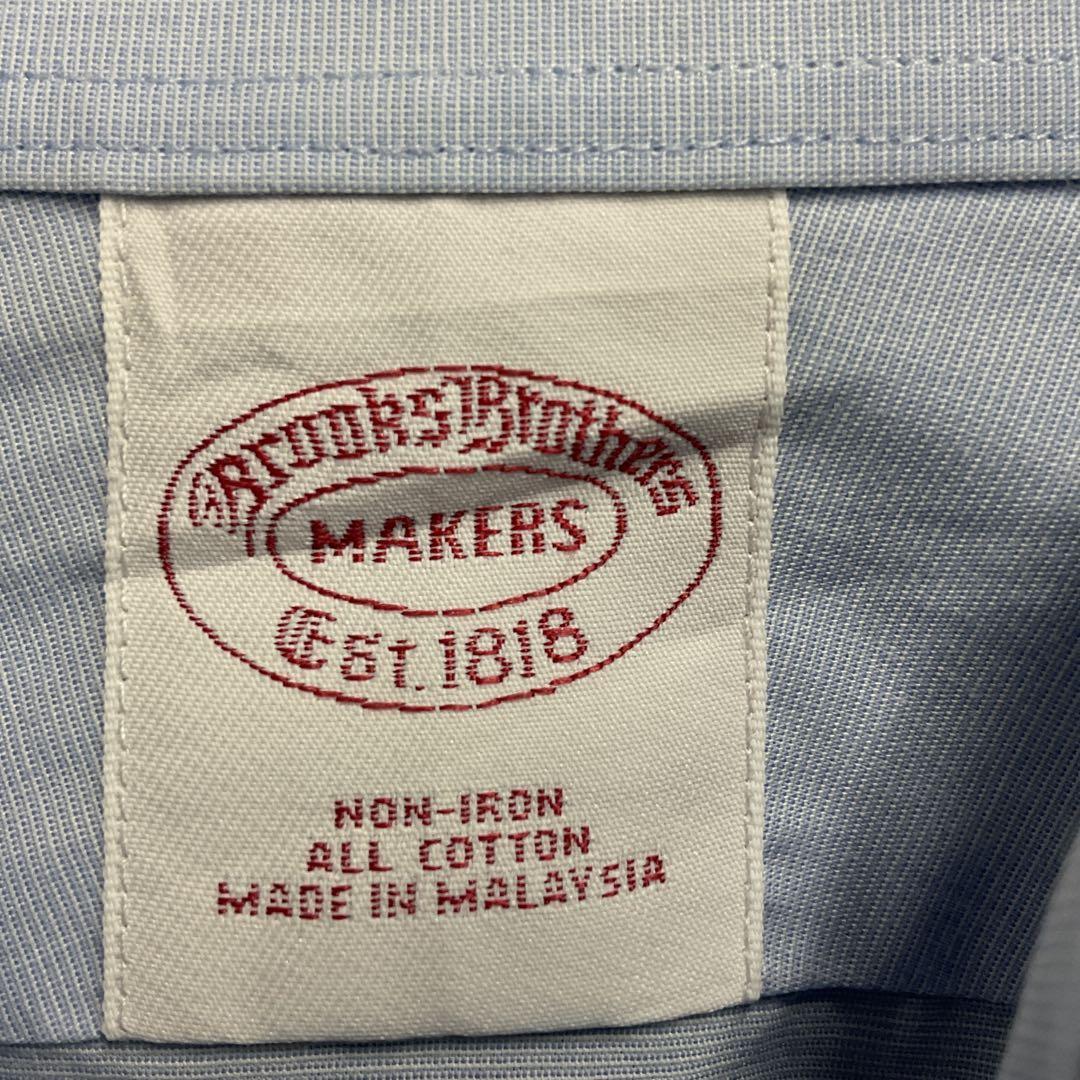 Brooks Brothers
MAKERS
Est. 1818
NON-IRON
ALL COTTON
MADE IN MALAYSIA